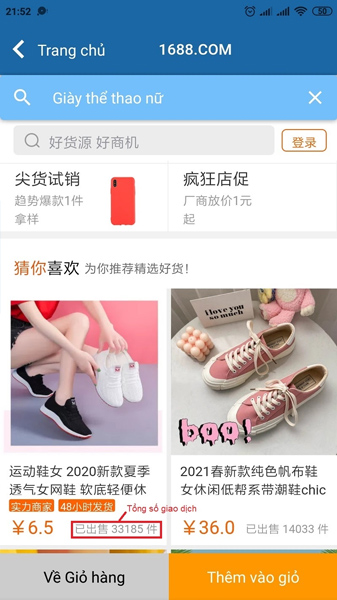 21:52
50
Trang chủ
1688.COM
Giày thể thao nữ
好货源 好商机
登录
尖货试销
趋势爆款1件
拿样
疯狂店促
厂商放价1元
起
猜你喜欢 为你推荐精选好货!
i love you
so much
boo!
运动鞋女 2020新款夏季
透气女网鞋 软底轻便休
实力商家 48小时发货
Tổng số giao dịch
¥6.5 已出售 33185 件
2021春新款纯色帆布鞋
女休闲低帮系带潮鞋chic
¥36.0 已出售 14033 件
Về Giỏ hàng
Thêm vào giỏ